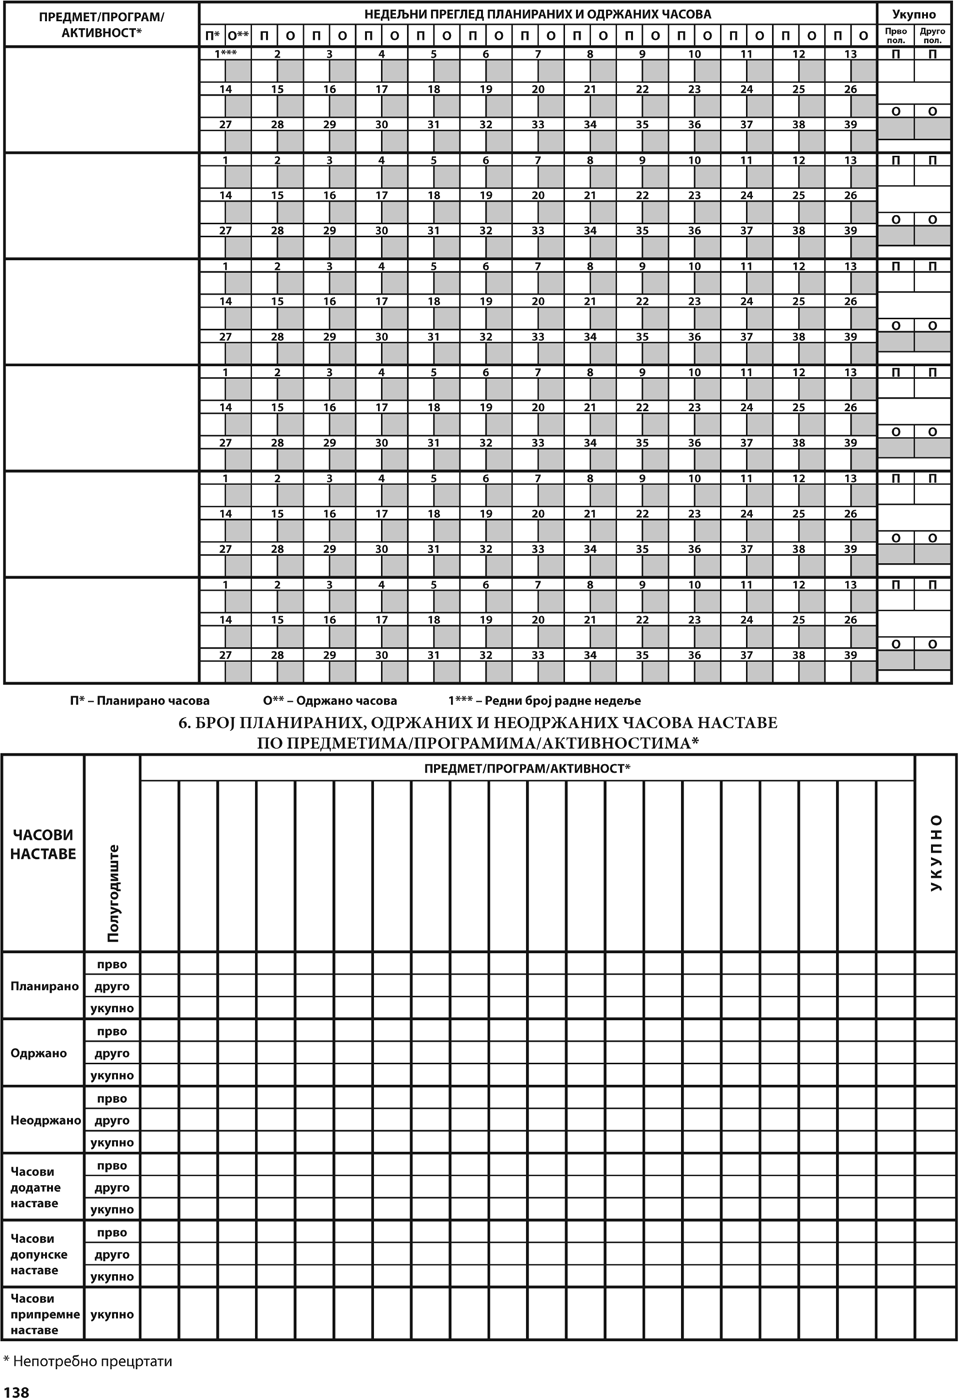 ПРЕДМЕТ/ПРОГРАМ/
АКТИВНОСТ*
НЕДЕЉНИ ПРЕГЛЕД ПЛАНИРАНИХ И ОДРЖАНИХ ЧАСОВА
Укупно
П* О** П О П О П О П О П О П О П О П О П О П О П О П О
Прво пол.
Друго пол.
1*** 2 3 4 5 6 7 8 9 10 11 12 13 П П
14 15 16 17 18 19 20 21 22 23 24 25 26
О О
27 28 29 30 31 32 33 34 35 36 37 38 39
1 2 3 4 5 6 7 8 9 10 11 12 13 П П
14 15 16 17 18 19 20 21 22 23 24 25 26
О О
27 28 29 30 31 32 33 34 35 36 37 38 39
1 2 3 4 5 6 7 8 9 10 11 12 13 П П
14 15 16 17 18 19 20 21 22 23 24 25 26
О О
27 28 29 30 31 32 33 34 35 36 37 38 39
1 2 3 4 5 6 7 8 9 10 11 12 13 П П
14 15 16 17 18 19 20 21 22 23 24 25 26
О О
27 28 29 30 31 32 33 34 35 36 37 38 39
1 2 3 4 5 6 7 8 9 10 11 12 13 П П
14 15 16 17 18 19 20 21 22 23 24 25 26
О О
27 28 29 30 31 32 33 34 35 36 37 38 39
1 2 3 4 5 6 7 8 9 10 11 12 13 П П
14 15 16 17 18 19 20 21 22 23 24 25 26
О О
27 28 29 30 31 32 33 34 35 36 37 38 39
П* – Планирано часова О** – Одржано часова 1*** – Редни број радне недеље
6. БРОЈ ПЛАНИРАНИХ, ОДРЖАНИХ И НЕОДРЖАНИХ ЧАСОВА НАСТАВЕ
ПО ПРЕДМЕТИМА/ПРОГРАМИМА/АКТИВНОСТИМА*
ЧАСОВИ
НАСТАВЕ
Полугодиште
ПРЕДМЕТ/ПРОГРАМ/АКТИВНОСТ*
УКУПНО
Планирано
прво
друго
укупно
Одржано
прво
друго
укупно
Неодржано
прво
друго
укупно
Часови
додатне
наставе
прво
друго
укупно
Часови
допунске
наставе
прво
друго
укупно
Часови
припремне
наставе
укупно
* Непотребно прецртати
138